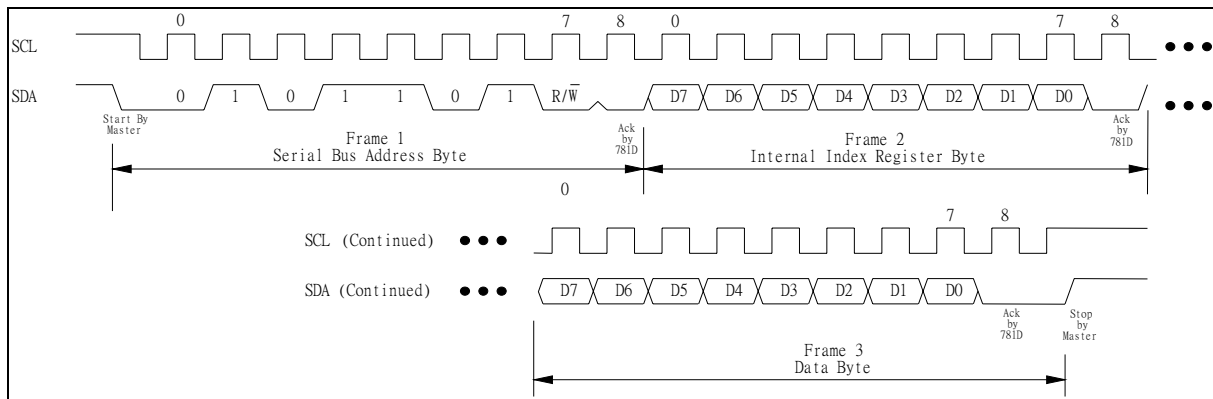 0 7 8 0 7 8
SCL
SDA 0 1 0 1 1 0 1 R/W D7 D6 D5 D4 D3 D2 D1 D0
Start By
Master
Ack
by
781D
Ack
by
781D
Frame 1
Serial Bus Address Byte
Frame 2
Internal Index Register Byte
0
7 8
SCL (Continued)
SDA (Continued) D7 D6 D5 D4 D3 D2 D1 D0
Ack
by
781D
Stop
by
Master
Frame 3
Data Byte